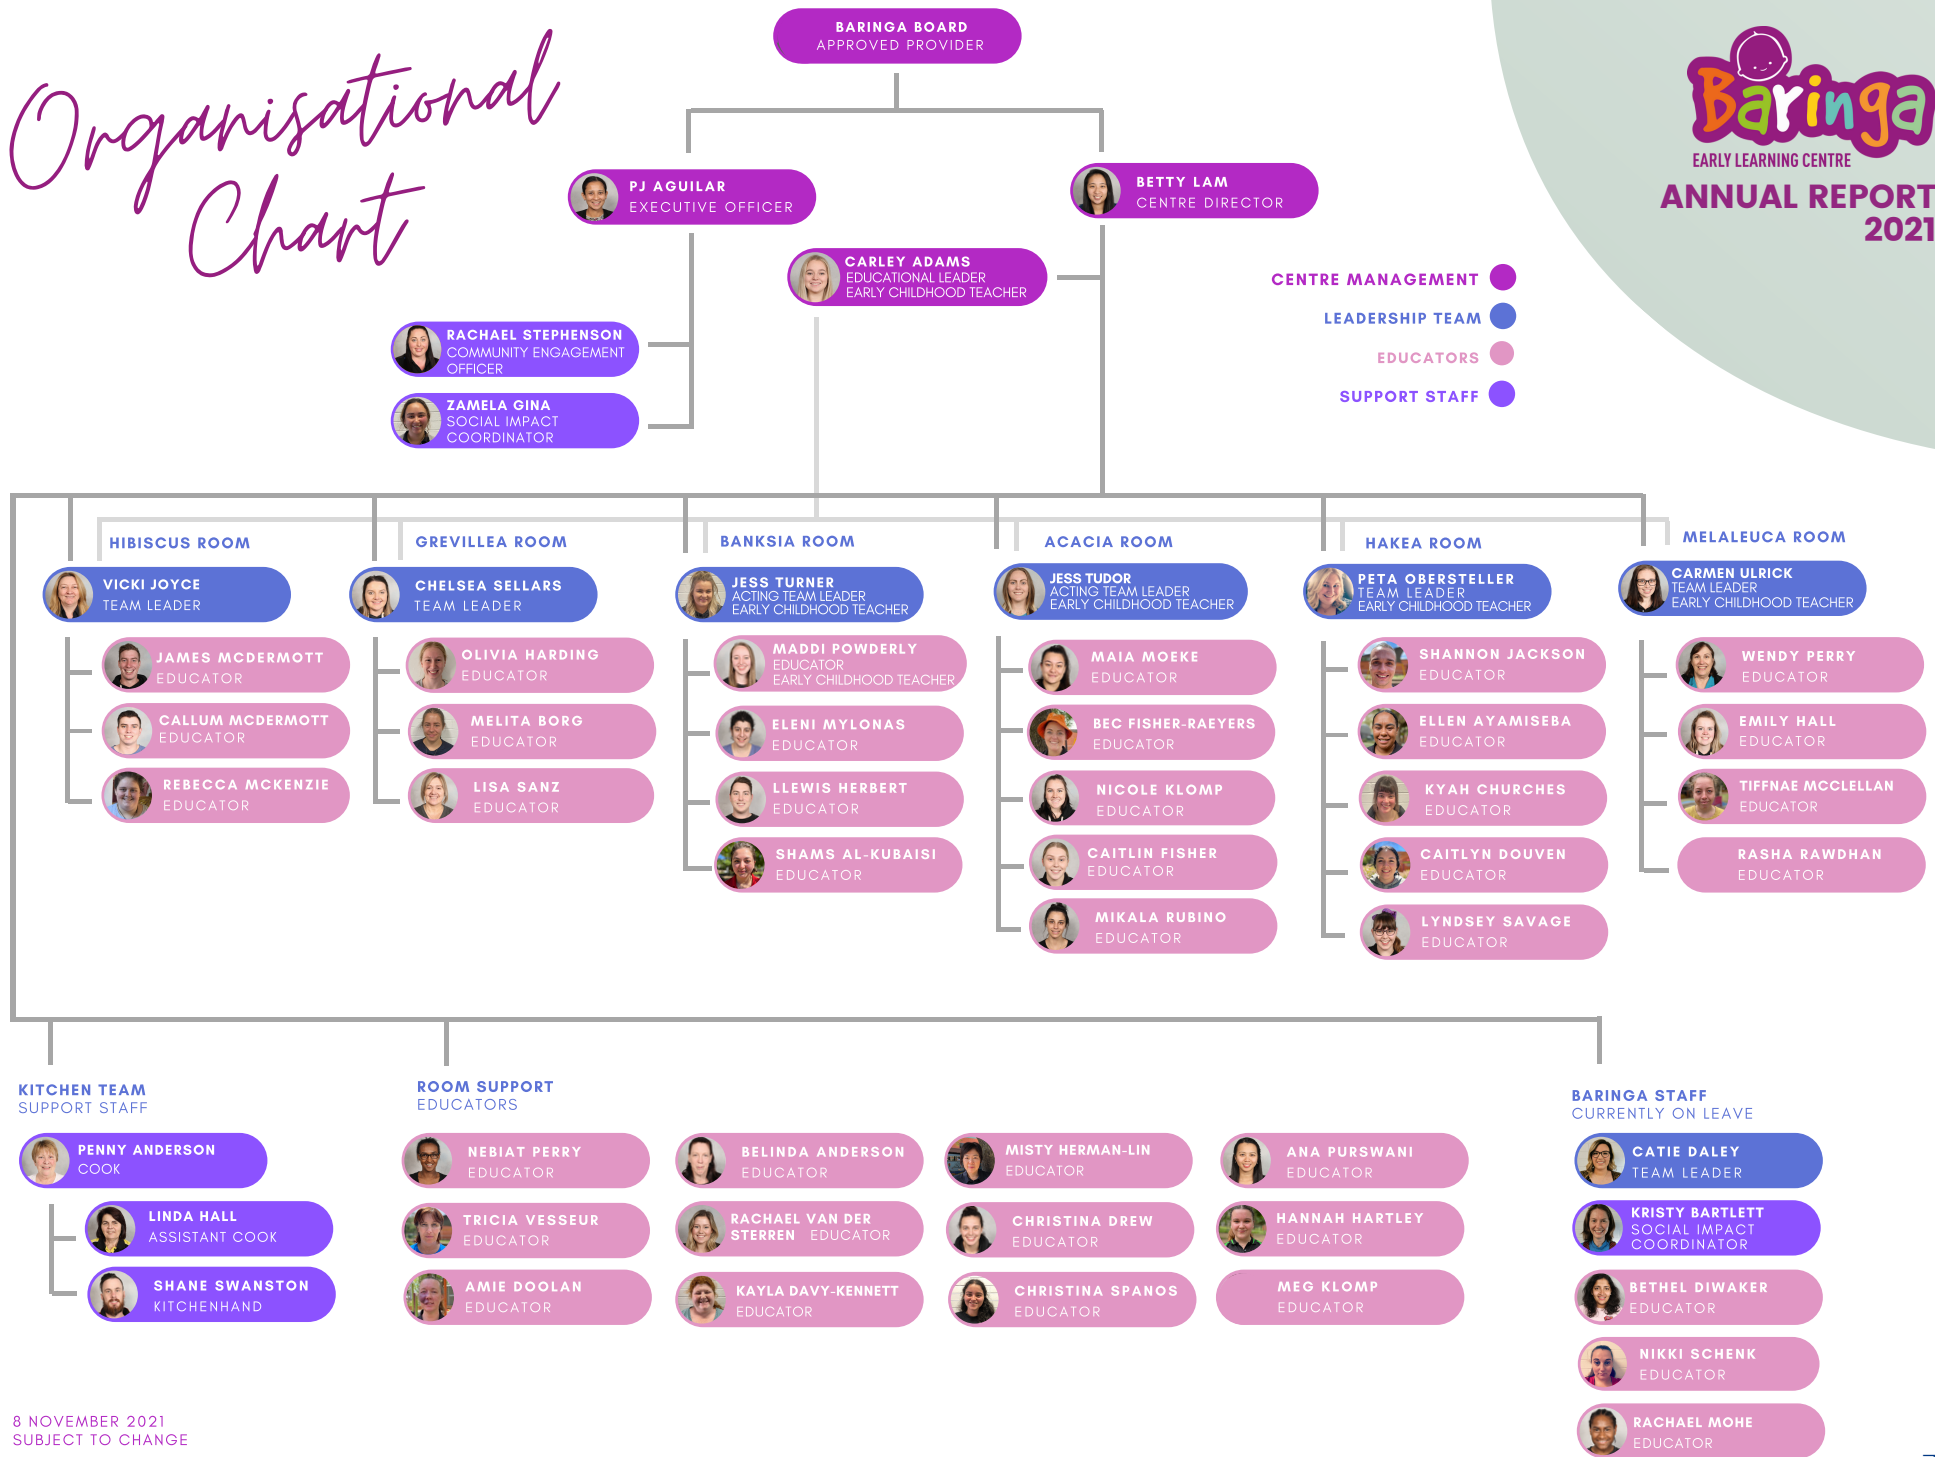 Organisational
Chart
BARINGA BOARD
APPROVED PROVIDER
Baringa
EARLY LEARNING CENTRE
ANNUAL REPORT
2021
PJ AGUILAR
EXECUTIVE OFFICER
BETTY LAM
CENTRE DIRECTOR
CARLEY ADAMS
EDUCATIONAL LEADER
EARLY CHILDHOOD TEACHER
CENTRE MANAGEMENT
LEADERSHIP TEAM
EDUCATORS
SUPPORT STAFF
RACHAEL STEPHENSON
COMMUNITY ENGAGEMENT
OFFICER
ZAMELA GINA
SOCIAL IMPACT
COORDINATOR
HIBISCUS ROOM
VICKI JOYCE
TEAM LEADER
JAMES MCDERMOTT
EDUCATOR
CALLUM MCDERMOTT
EDUCATOR
REBECCA MCKENZIE
EDUCATOR
GREVILLEA ROOM
CHELSEA SELLARS
TEAM LEADER
OLIVIA HARDING
EDUCATOR
MELITA BORG
EDUCATOR
LISA SANZ
EDUCATOR
BANKSIA ROOM
JESS TURNER
ACTING TEAM LEADER
EARLY CHILDHOOD TEACHER
MADDI POWDERLY
EDUCATOR
EARLY CHILDHOOD TEACHER
ELENI MYLONAS
EDUCATOR
LLEWIS HERBERT
EDUCATOR
SHAMS AL-KUBAISI
EDUCATOR
ACACIA ROOM
JESS TUDOR
ACTING TEAM LEADER
EARLY CHILDHOOD TEACHER
MAIA MOEKE
EDUCATOR
BEC FISHER-RAEYERS
EDUCATOR
NICOLE KLOMP
EDUCATOR
CAITLIN FISHER
EDUCATOR
MIKALA RUBINO
EDUCATOR
HAKEA ROOM
PETA OBERSTELLER
TEAM LEADER
EARLY CHILDHOOD TEACHER
SHANNON JACKSON
EDUCATOR
ELLEN AYAMISEBA
EDUCATOR
KYAH CHURCHES
EDUCATOR
CAITLYN DOUVEN
EDUCATOR
LYNDSEY SAVAGE
EDUCATOR
MELALEUCA ROOM
CARMEN ULRICK
TEAM LEADER
EARLY CHILDHOOD TEACHER
WENDY PERRY
EDUCATOR
EMILY HALL
EDUCATOR
TIFFNAE MCCLELLAN
EDUCATOR
RASHA RAWDHAN
EDUCATOR
KITCHEN TEAM
SUPPORT STAFF
PENNY ANDERSON
COOK
LINDA HALL
ASSISTANT COOK
SHANE SWANSTON
KITCHENHAND
ROOM SUPPORT
EDUCATORS
NEBIAT PERRY
EDUCATOR
TRICIA VESSEUR
EDUCATOR
AMIE DOOLAN
EDUCATOR
BELINDA ANDERSON
EDUCATOR
RACHAEL VAN DER
STERREN EDUCATOR
KAYLA DAVY-KENNETT
EDUCATOR
MISTY HERMAN-LIN
EDUCATOR
CHRISTINA DREW
EDUCATOR
CHRISTINA SPANOS
EDUCATOR
ANA PURSWANI
EDUCATOR
HANNAH HARTLEY
EDUCATOR
MEG KLOMP
EDUCATOR
BARINGA STAFF
CURRENTLY ON LEAVE
CATIE DALEY
TEAM LEADER
KRISTY BARTLETT
SOCIAL IMPACT
COORDINATOR
BETHEL DIWAKER
EDUCATOR
NIKKI SCHENK
EDUCATOR
RACHAEL MOHE
EDUCATOR
8 NOVEMBER 2021
SUBJECT TO CHANGE